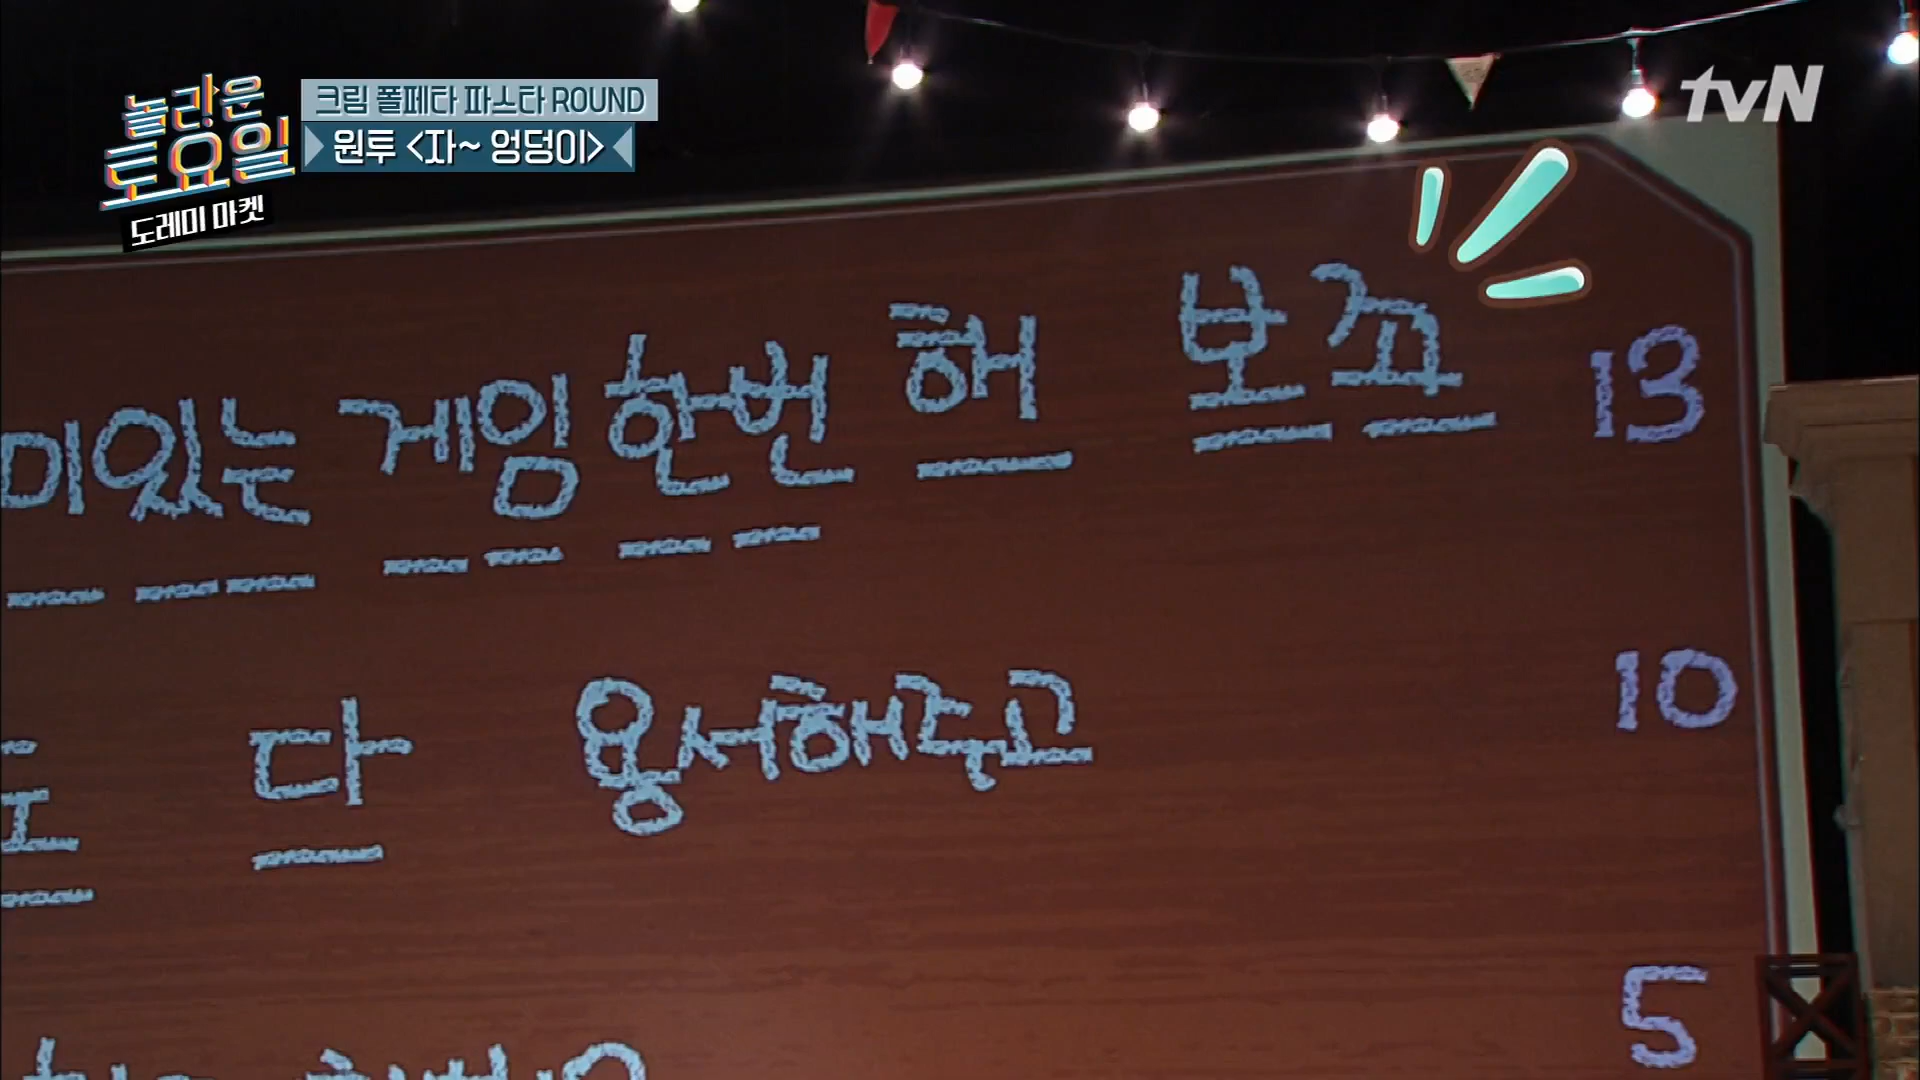 놀라운 토요일
도레미 마켓
크림 폴페타 파스타 ROUND
원투 <자~ 엉덩이>
tvN
미있는 게임 한번 해 보죠 13
도 다 용서해주고 10
5